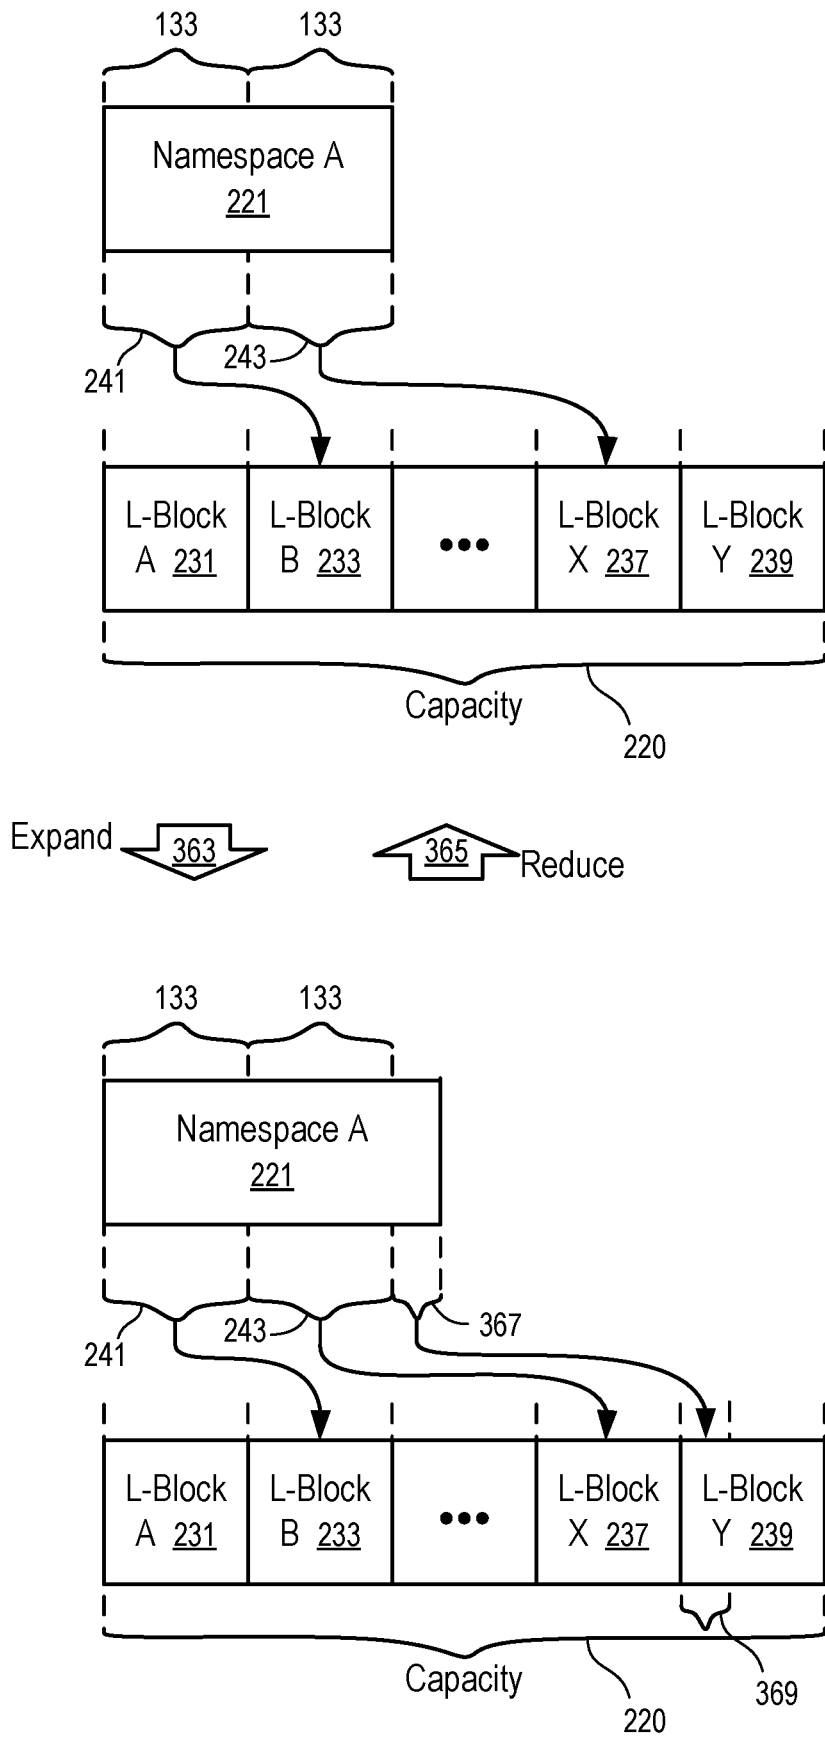 133 133
Namespace A
221
241 243
L-Block L-Block L-Block L-Block
A 231 B 233 ••• X 237 Y 239
Capacity
220
Expand 363 365 Reduce
133 133
Namespace A
221
241 243 367
L-Block L-Block L-Block L-Block
A 231 B 233 ••• X 237 Y 239
Capacity
220 369